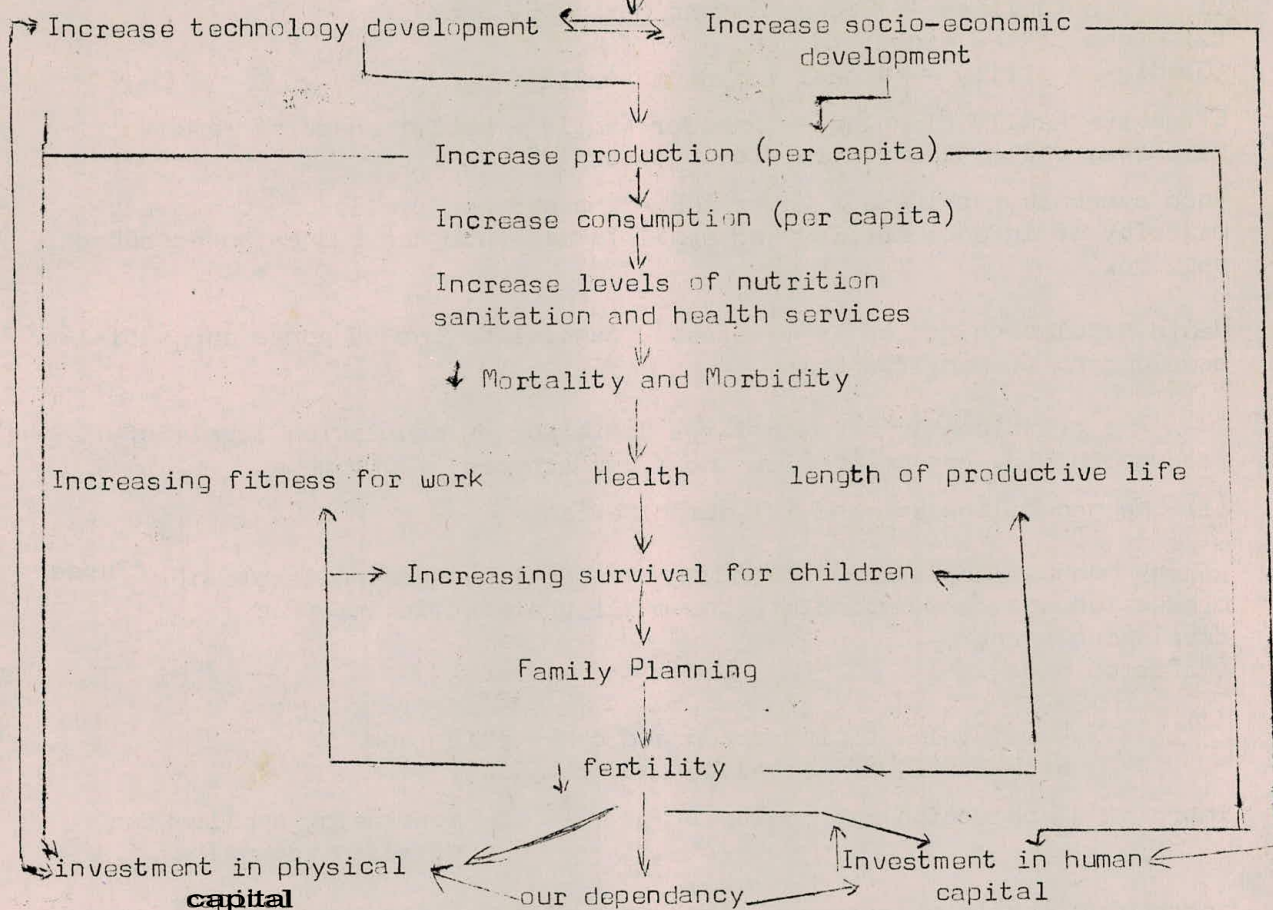 Increase technology development Increase socio-economic
development
Increase production (per capita)
Increase consumption (per capita)
Increase levels of nutrition
sanitation and health services
Mortality and Morbidity
Increasing fitness for work Health length of productive life
Increasing survival for children
Family Planning
fertility
investment in physical
capital
our dependancy
Investment in human
capital